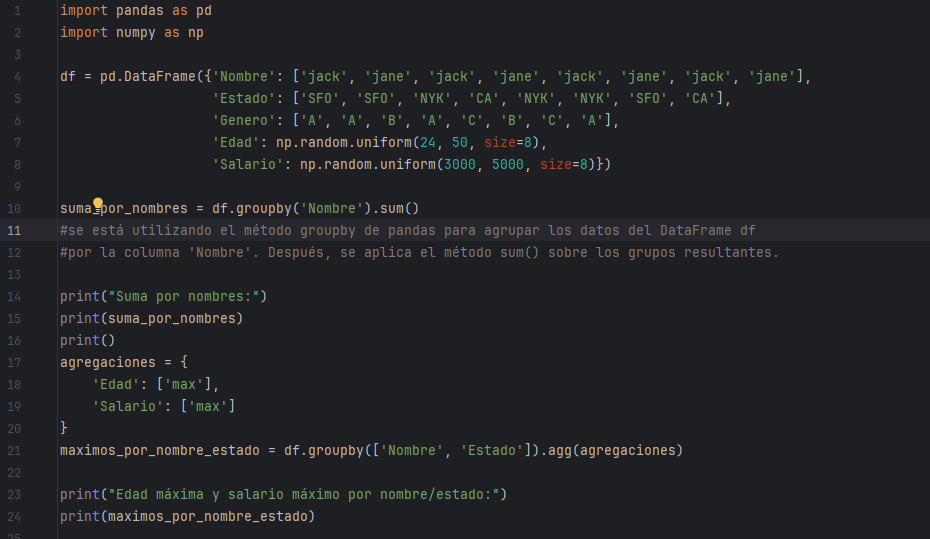 1 import pandas as pd
2 import numpy as np
3
4 df = pd.DataFrame({'Nombre': ['jack', 'jane', 'jack', 'jane', 'jack', 'jane', 'jack', 'jane'],
5                    'Estado': ['SFO', 'SFO', 'NYK', 'CA', 'NYK', 'NYK', 'SFO', 'CA'],
6                    'Genero': ['A', 'A', 'B', 'A', 'C', 'B', 'C', 'A'],
7                    'Edad': np.random.uniform(24, 50, size=8),
8                    'Salario': np.random.uniform(3000, 5000, size=8)})
9
10 suma_por_nombres = df.groupby('Nombre').sum()
11 #se está utilizando el método groupby de pandas para agrupar los datos del DataFrame df
12 #por la columna 'Nombre'. Después, se aplica el método sum() sobre los grupos resultantes.
13
14 print("Suma por nombres:")
15 print(suma_por_nombres)
16 print()
17 agregaciones = {
18     'Edad': ['max'],
19     'Salario': ['max']
20 }
21 maximos_por_nombre_estado = df.groupby(['Nombre', 'Estado']).agg(agregaciones)
22
23 print("Edad máxima y salario máximo por nombre/estado:")
24 print(maximos_por_nombre_estado)
25